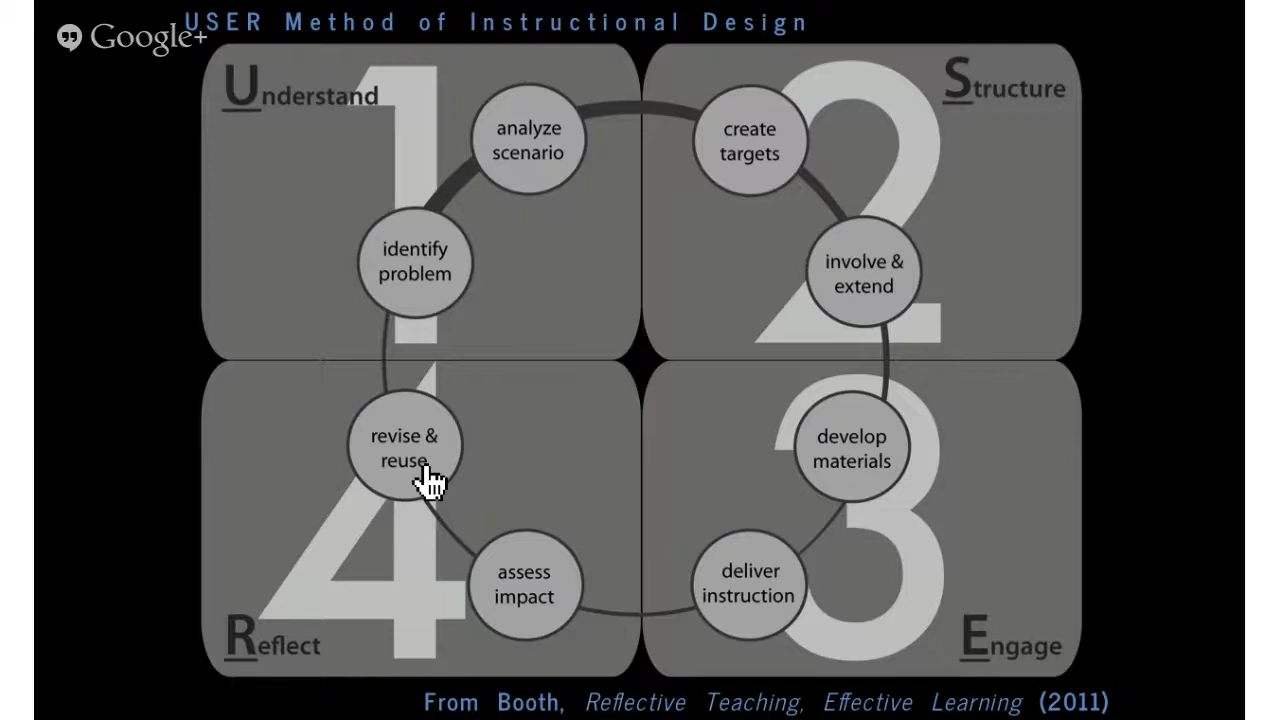 USER Method of Instructional Design
Google+
1
Understand
analyze
scenario
identify
problem
2
Structure
create
targets
involve &
extend
3
develop
materials
deliver
instruction
Engage
4
revise &
reuse
assess
impact
Reflect
From Booth, Reflective Teaching, Effective Learning (2011)